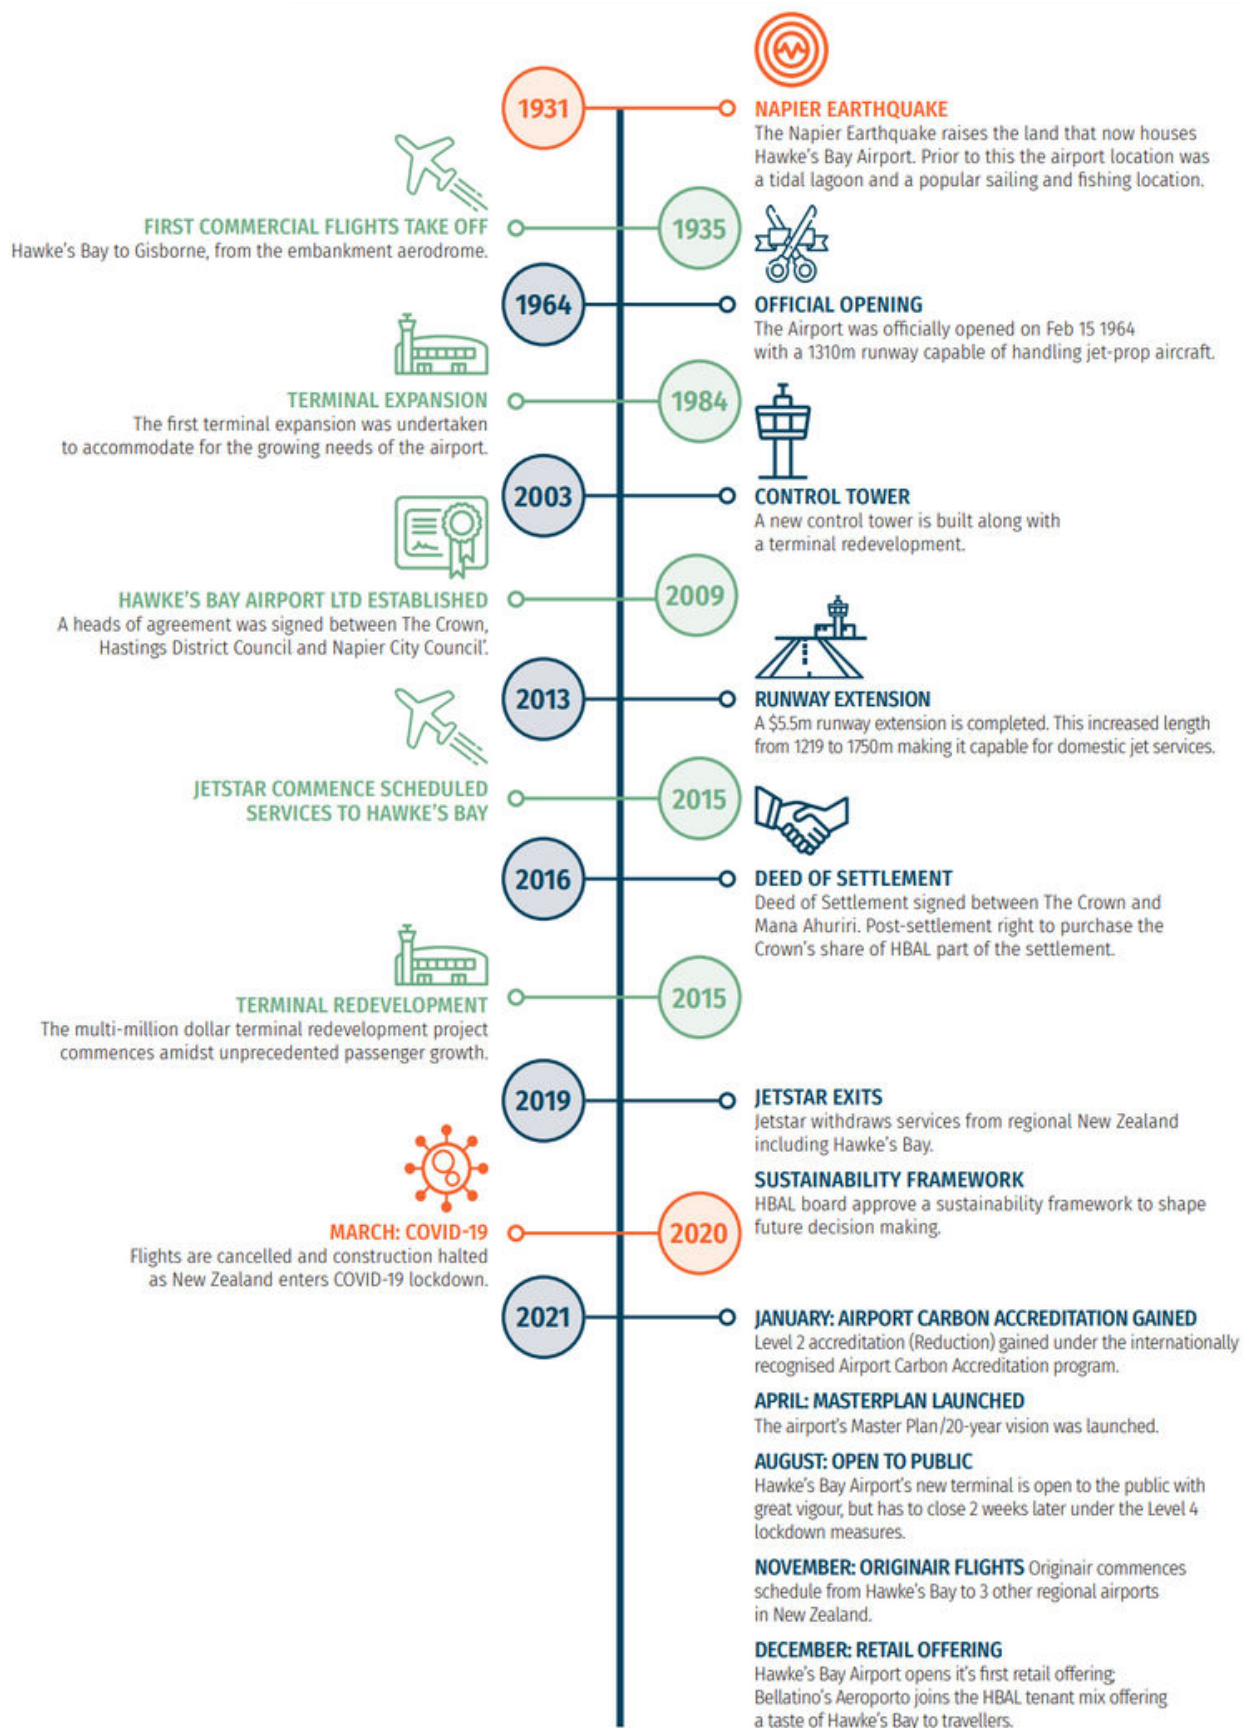 1931
NAPIER EARTHQUAKE
The Napier Earthquake raises the land that now houses
Hawke's Bay Airport. Prior to this the airport location was
a tidal lagoon and a popular sailing and fishing location.
FIRST COMMERCIAL FLIGHTS TAKE OFF
Hawke's Bay to Gisborne, from the embankment aerodrome.
1935
1964
OFFICIAL OPENING
The Airport was officially opened on Feb 15 1964
with a 1310m runway capable of handling jet-prop aircraft.
TERMINAL EXPANSION
The first terminal expansion was undertaken
to accommodate for the growing needs of the airport.
1984
2003
CONTROL TOWER
A new control tower is built along with
a terminal redevelopment.
HAWKE'S BAY AIRPORT LTD ESTABLISHED
A heads of agreement was signed between The Crown,
Hastings District Council and Napier City Council'.
2009
2013
RUNWAY EXTENSION
A $5.5m runway extension is completed. This increased length
from 1219 to 1750m making it capable for domestic jet services.
JETSTAR COMMENCE SCHEDULED
SERVICES TO HAWKE'S BAY
2015
2016
DEED OF SETTLEMENT
Deed of Settlement signed between The Crown and
Mana Ahuriri. Post-settlement right to purchase the
Crown's share of HBAL part of the settlement.
TERMINAL REDEVELOPMENT
The multi-million dollar terminal redevelopment project
commences amidst unprecedented passenger growth.
2015
2019
JETSTAR EXITS
Jetstar withdraws services from regional New Zealand
including Hawke's Bay.
SUSTAINABILITY FRAMEWORK
HBAL board approve a sustainability framework to shape
future decision making.
MARCH: COVID-19
Flights are cancelled and construction halted
as New Zealand enters COVID-19 lockdown.
2020
2021
JANUARY: AIRPORT CARBON ACCREDITATION GAINED
Level 2 accreditation (Reduction) gained under the internationally
recognised Airport Carbon Accreditation program.
APRIL: MASTERPLAN LAUNCHED
The airport's Master Plan/20-year vision was launched.
AUGUST: OPEN TO PUBLIC
Hawke's Bay Airport's new terminal is open to the public with
great vigour, but has to close 2 weeks later under the Level 4
lockdown measures.
NOVEMBER: ORIGINAIR FLIGHTS Originair commences
schedule from Hawke's Bay to 3 other regional airports
in New Zealand.
DECEMBER: RETAIL OFFERING
Hawke's Bay Airport opens it's first retail offering;
Bellatino's Aeroporto joins the HBAL tenant mix offering
a taste of Hawke's Bay to travellers.